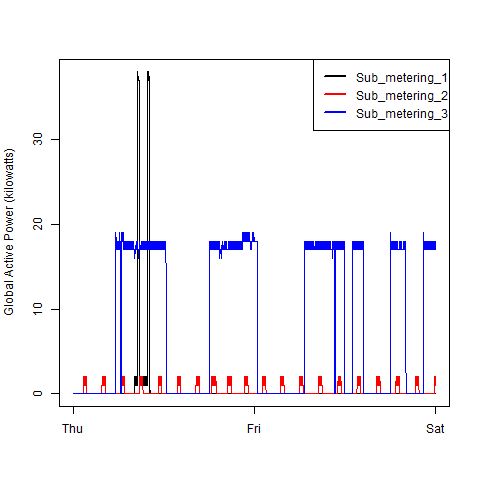 Sub_metering_1
Sub_metering_2
Sub_metering_3
Global Active Power (kilowatts)
30
20
10
0
Thu Fri Sat